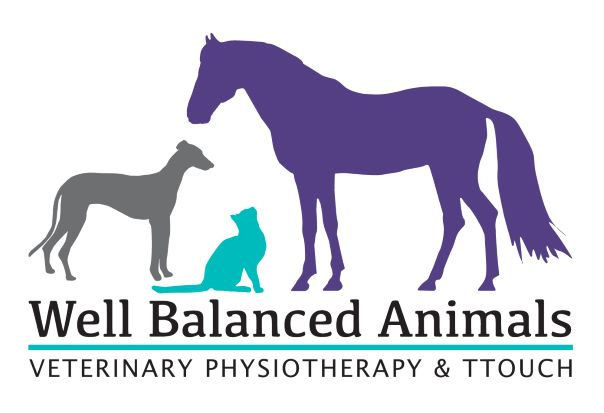 Well Balanced Animals
VETERINARY PHYSIOTHERAPY & TTOUCH